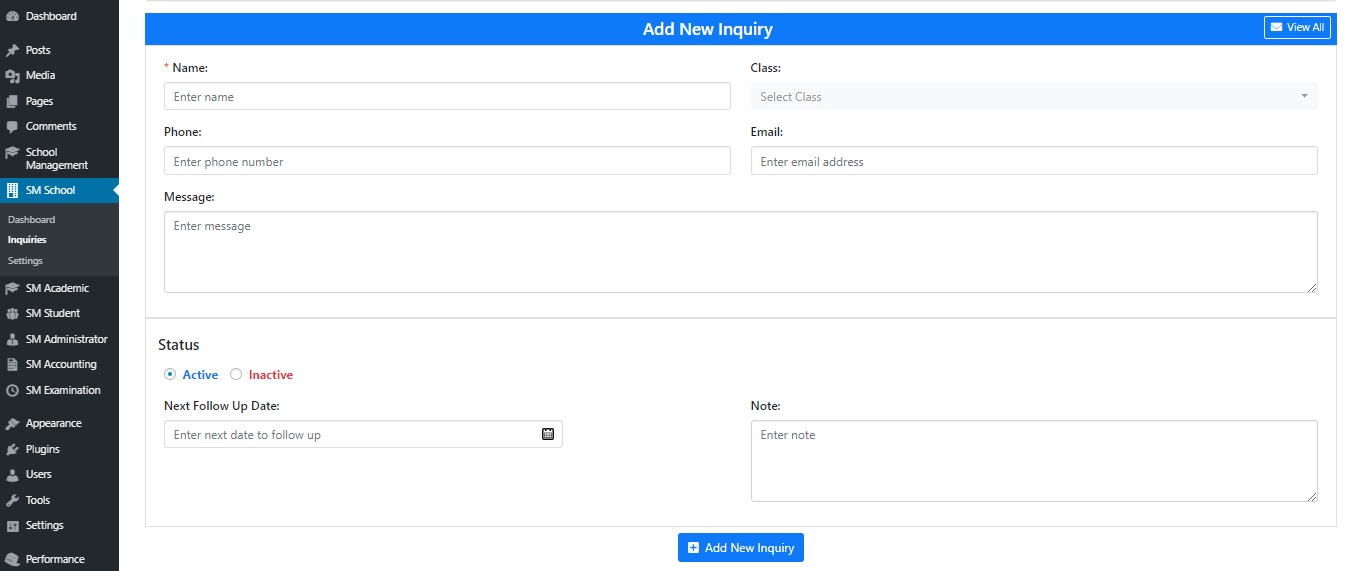 Dashboard
Posts
Media
Pages
Comments
School
Management
SM School
Dashboard
Inquiries
Settings
SM Academic
SM Student
SM Administrator
SM Accounting
SM Examination
Appearance
Plugins
Users
Tools
Settings
Performance
Add New Inquiry
View All
* Name:
Enter name
Class:
Select Class
Phone:
Enter phone number
Email:
Enter email address
Message:
Enter message
Status
Active Inactive
Next Follow Up Date:
Enter next date to follow up
Note:
Enter note
Add New Inquiry